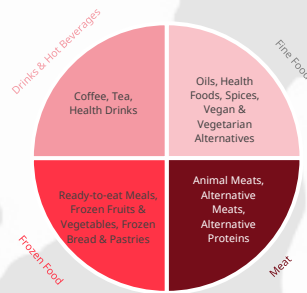 Drinks & Hot Beverages
Fine Food
Coffee, Tea,
Health Drinks
Oils, Health
Foods, Spices,
Vegan &
Vegetarian
Alternatives
Ready-to-eat Meals,
Frozen Fruits &
Vegetables, Frozen
Bread & Pastries
Animal Meats,
Alternative
Meats,
Alternative
Proteins
Frozen Food
Meat